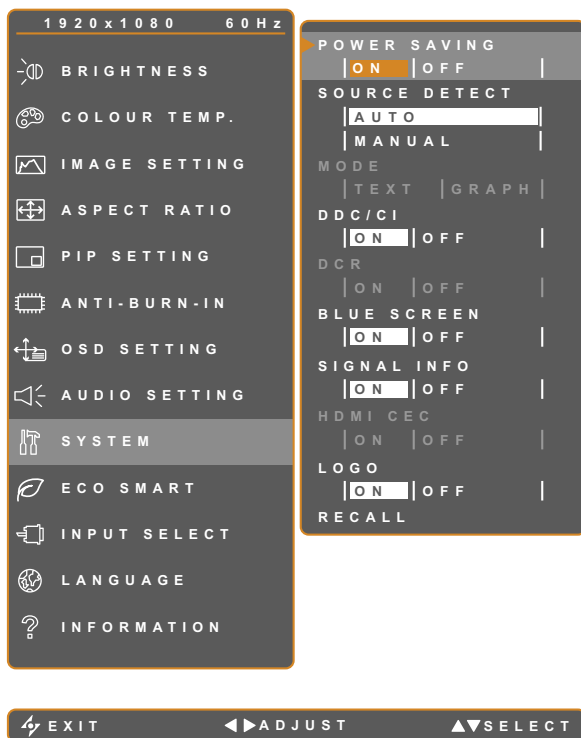 1920x1080 60Hz
BRIGHTNESS
COLOUR TEMP.
IMAGE SETTING
ASPECT RATIO
PIP SETTING
ANTI-BURN-IN
OSD SETTING
AUDIO SETTING
SYSTEM
ECO SMART
INPUT SELECT
LANGUAGE
INFORMATION
POWER SAVING
ON OFF
SOURCE DETECT
AUTO
MANUAL
MODE
TEXT GRAPH
DDC/CI
ON OFF
DCR
ON OFF
BLUE SCREEN
ON OFF
SIGNAL INFO
ON OFF
HDMI CEC
ON OFF
LOGO
ON OFF
RECALL
EXIT ADJUST SELECT